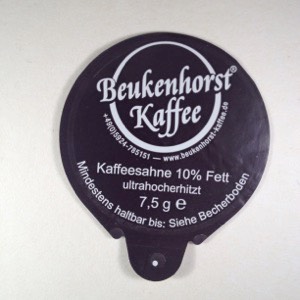 Beukenhorst®
Kaffee
+49(0)5924-785151 — www.beukenhorst-kaffee.de
Kaffeesahne 10% Fett
ultrahocherhitzt
7,5 g ℮
Mindestens haltbar bis: Siehe Becherboden